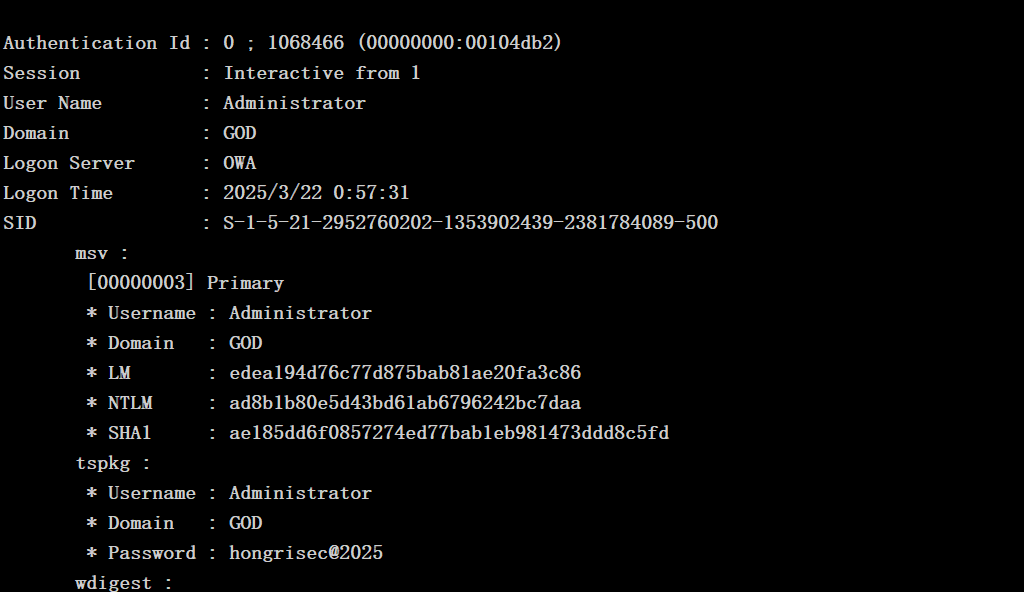 Authentication Id : 0 ; 1068466 (00000000:00104db2)
Session           : Interactive from 1
User Name         : Administrator
Domain            : GOD
Logon Server      : OWA
Logon Time        : 2025/3/22 0:57:31
SID               : S-1-5-21-2952760202-1353902439-2381784089-500
msv :
[00000003] Primary
* Username : Administrator
* Domain   : GOD
* LM       : edea194d76c77d875bab81ae20fa3c86
* NTLM     : ad8b1b80e5d43bd61ab6796242bc7daa
* SHA1     : ae185dd6f0857274ed77bab1eb981473ddd8c5fd
tspkg :
* Username : Administrator
* Domain   : GOD
* Password : hongrisec@2025
wdigest :